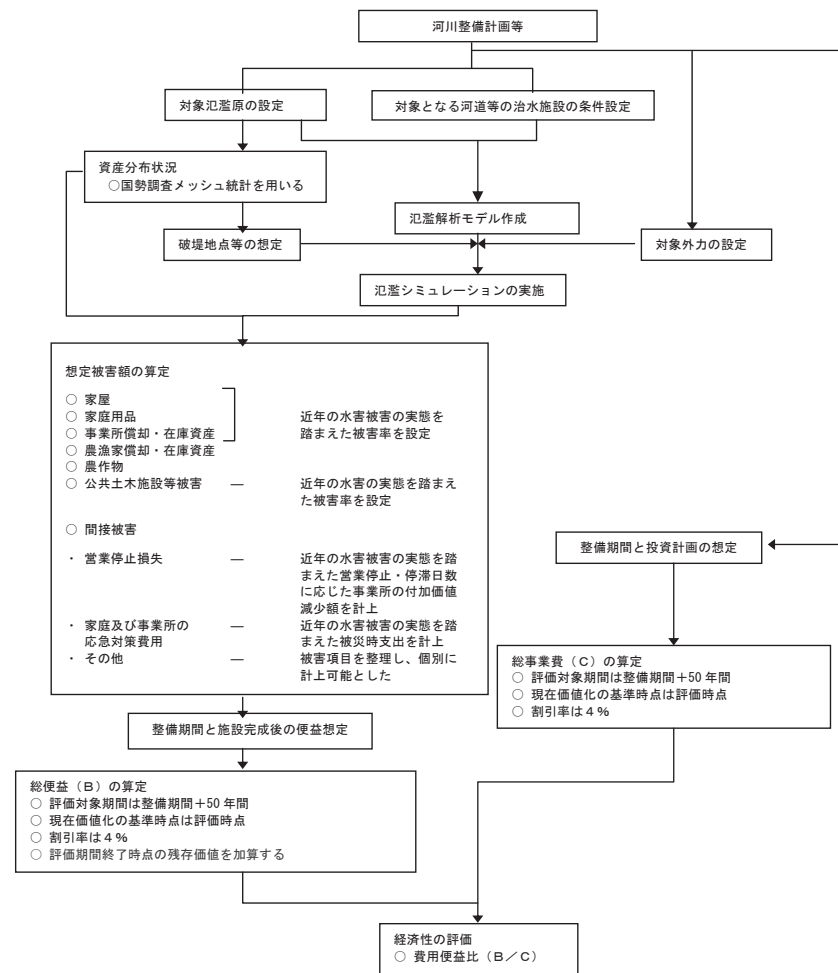 河川整備計画等
対象氾濫原の設定
対象となる河道等の治水施設の条件設定
資産分布状況
○国勢調査メッシュ統計を用いる
氾濫解析モデル作成
破堤地点等の想定
対象外力の設定
氾濫シミュレーションの実施
想定被害額の算定
○ 家屋
○ 家庭用品
○ 事業所償却・在庫資産
近年の水害被害の実態を
踏まえた被害率を設定
○ 農漁家償却・在庫資産
○ 農作物
○ 公共土木施設等被害 ― 近年の水害の実態を踏まえ
た被害率を設定
○ 間接被害
・ 営業停止損失 ― 近年の水害被害の実態を踏
まえた営業停止・停滞日数
に応じた事業所の付加価値
減少額を計上
・ 家庭及び事業所の ― 近年の水害被害の実態を踏
応急対策費用 まえた被災時支出を計上
・ その他 ― 被害項目を整理し、個別に
計上可能とした
整備期間と投資計画の想定
総事業費（C）の算定
○ 評価対象期間は整備期間＋50年間
○ 現在価値化の基準時点は評価時点
○ 割引率は４％
整備期間と施設完成後の便益想定
総便益（B）の算定
○ 評価対象期間は整備期間＋50年間
○ 現在価値化の基準時点は評価時点
○ 割引率は４％
○ 評価期間終了時点の残存価値を加算する
経済性の評価
○ 費用便益比（B／C）